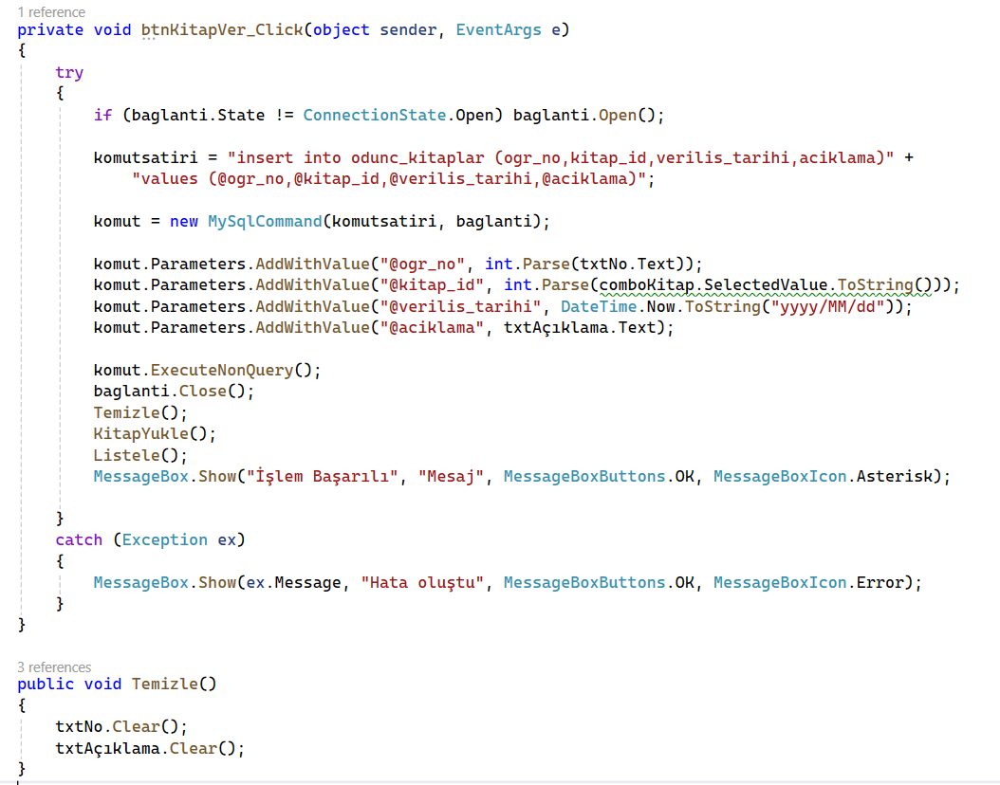 1 reference
private void btnKitapVer_Click(object sender, EventArgs e)
{
    try
    {
        if (baglanti.State != ConnectionState.Open) baglanti.Open();

        komutsatiri = "insert into odunc_kitaplar (ogr_no,kitap_id,verilis_tarihi,aciklama)" +
            "values (@ogr_no,@kitap_id,@verilis_tarihi,@aciklama)";

        komut = new MySqlCommand(komutsatiri, baglanti);

        komut.Parameters.AddWithValue("@ogr_no", int.Parse(txtNo.Text));
        komut.Parameters.AddWithValue("@kitap_id", int.Parse(comboKitap.SelectedValue.ToString()));
        komut.Parameters.AddWithValue("@verilis_tarihi", DateTime.Now.ToString("yyyy/MM/dd"));
        komut.Parameters.AddWithValue("@aciklama", txtAçıklama.Text);

        komut.ExecuteNonQuery();
        baglanti.Close();
        Temizle();
        KitapYukle();
        Listele();
        MessageBox.Show("İşlem Başarılı", "Mesaj", MessageBoxButtons.OK, MessageBoxIcon.Asterisk);

    }
    catch (Exception ex)
    {
        MessageBox.Show(ex.Message, "Hata oluştu", MessageBoxButtons.OK, MessageBoxIcon.Error);
    }
}

3 references
public void Temizle()
{
    txtNo.Clear();
    txtAçıklama.Clear();
}